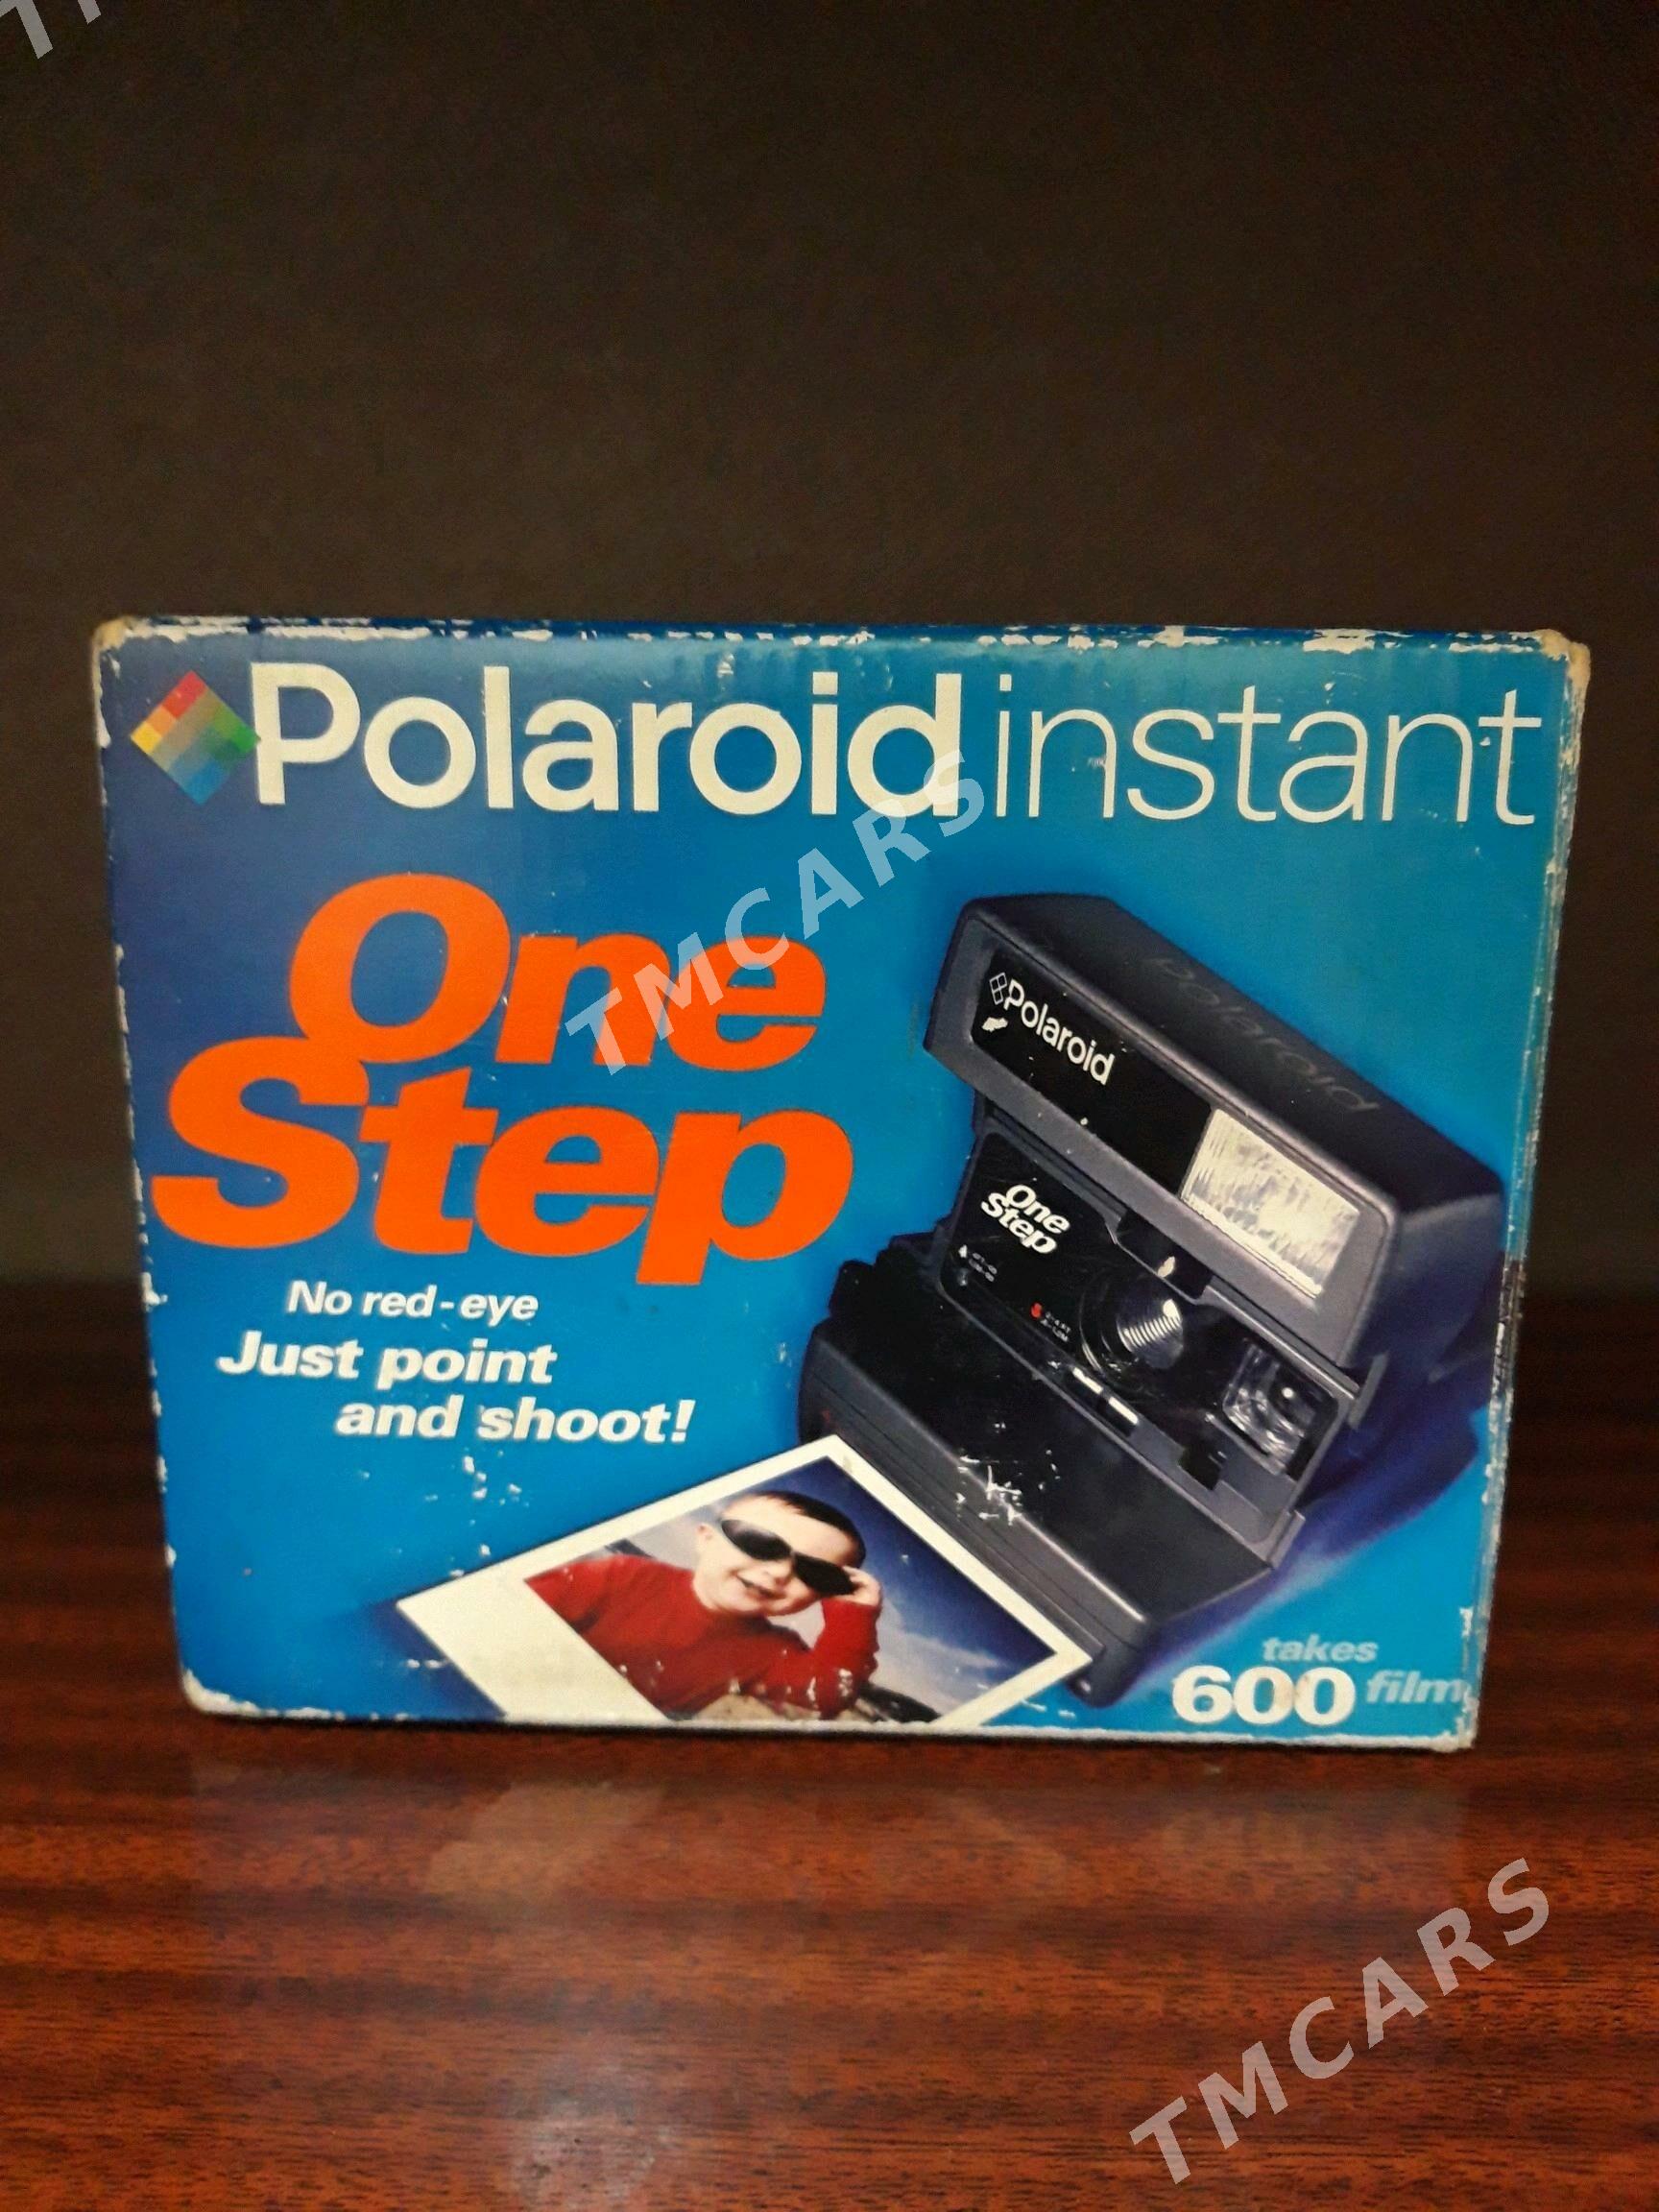 Polaroid instant
One
Step
No red-eye
Just point
and shoot!
Polaroid
polaroid
One
Step
takes
600 film
TMCARS
TMCARS